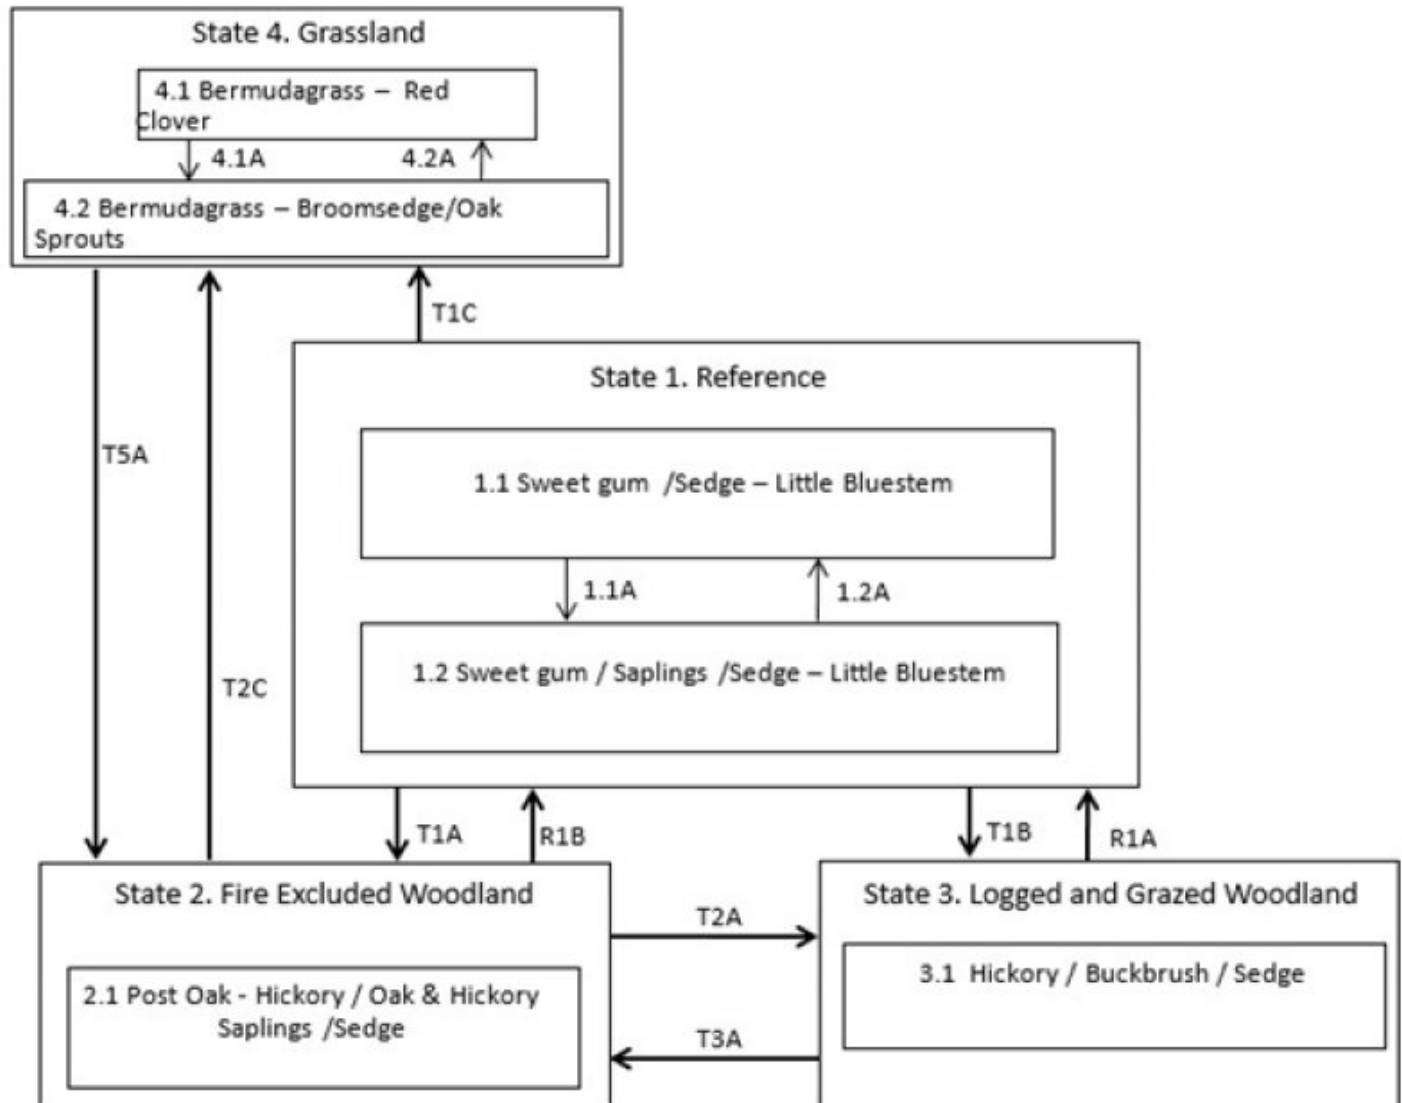 State 4. Grassland
4.1 Bermudagrass – Red
Clover
4.1A
4.2A
4.2 Bermudagrass – Broomsedge/Oak
Sprouts
T1C
State 1. Reference
T5A
1.1 Sweet gum /Sedge – Little Bluestem
1.1A
1.2A
1.2 Sweet gum / Saplings /Sedge – Little Bluestem
T2C
T1A
R1B
T1B
R1A
State 2. Fire Excluded Woodland
State 3. Logged and Grazed Woodland
T2A
3.1 Hickory / Buckbrush / Sedge
2.1 Post Oak - Hickory / Oak & Hickory
Saplings /Sedge
T3A